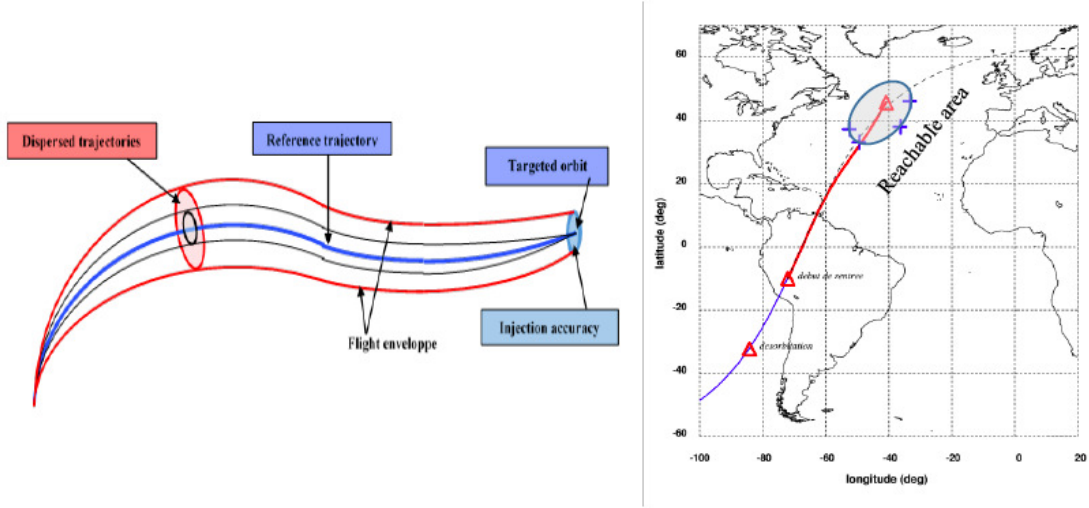 Dispersed trajectories
Reference trajectory
Targeted orbit
Injection accuracy
Flight enveloppe
latitude (deg)
60
40
20
0
-20
-40
-60
Reachable area
debut de rentree
desorbitation
-100
-80
-60
-40
-20
0
20
longitude (deg)